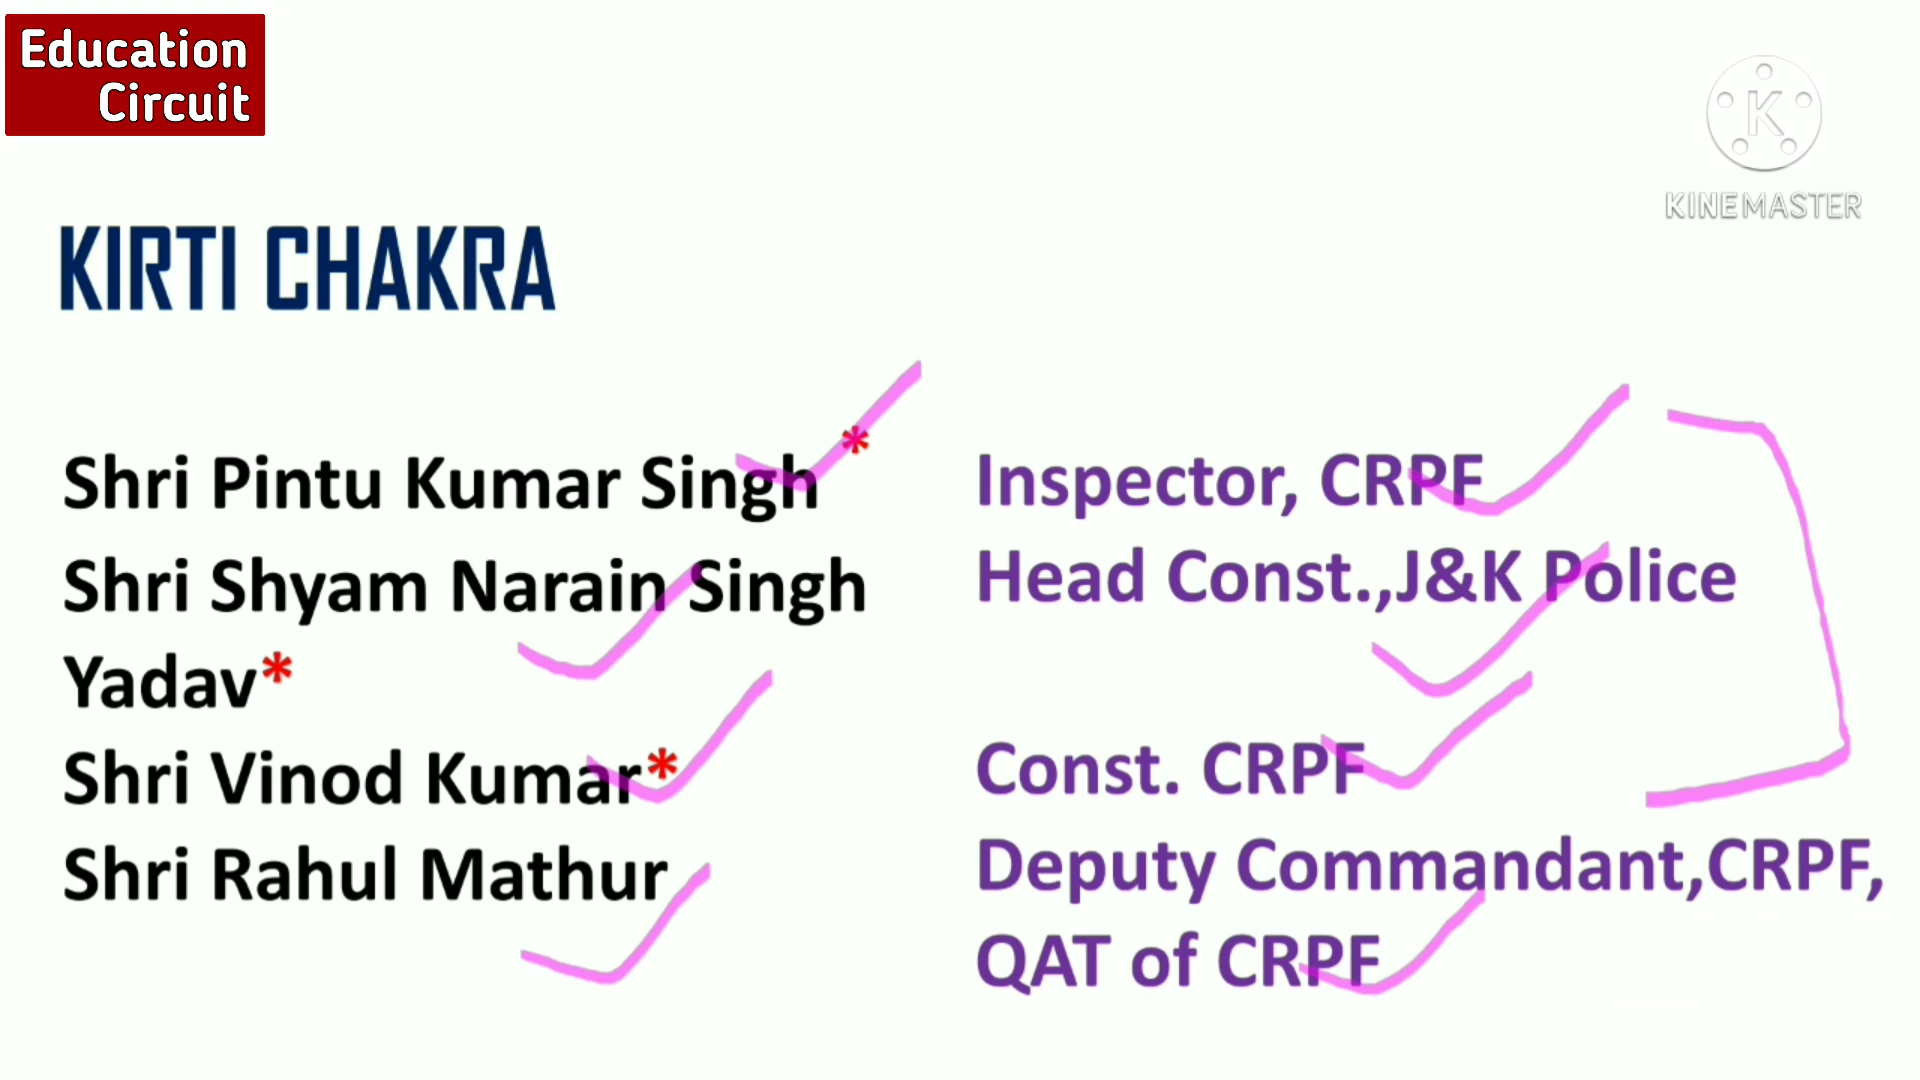 Education
Circuit
K
KINEMASTER
KIRTI CHAKRA
Shri Pintu Kumar Singh * Inspector, CRPF
Shri Shyam Narain Singh Head Const.,J&K Police
Yadav*
Shri Vinod Kumar* Const. CRPF
Shri Rahul Mathur Deputy Commandant,CRPF,
QAT of CRPF